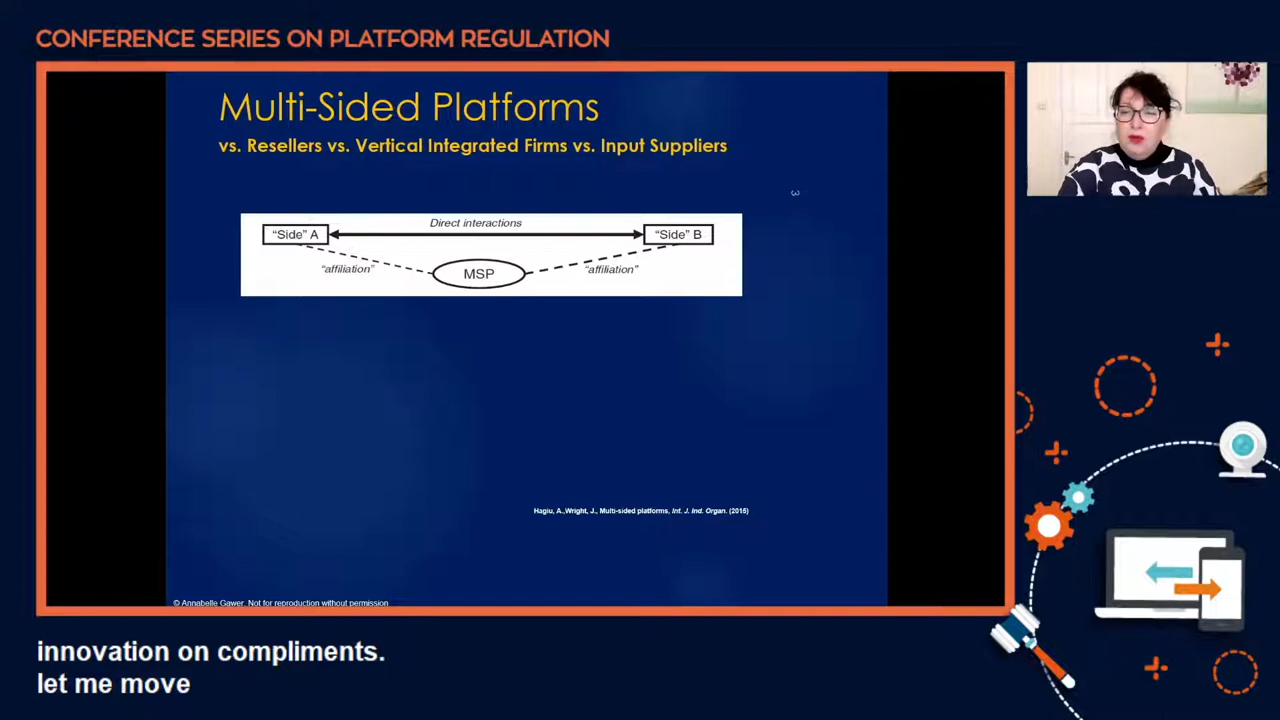 CONFERENCE SERIES ON PLATFORM REGULATION
Multi-Sided Platforms
vs. Resellers vs. Vertical Integrated Firms vs. Input Suppliers
3
Direct interactions
“Side” A
“Side” B
“affiliation”
MSP
“affiliation”
Hagiu, A.,Wright, J., Multi-sided platforms, Int. J. Ind. Organ. (2015)
© Annabelle Gawer. Not for reproduction without permission
innovation on compliments.
let me move